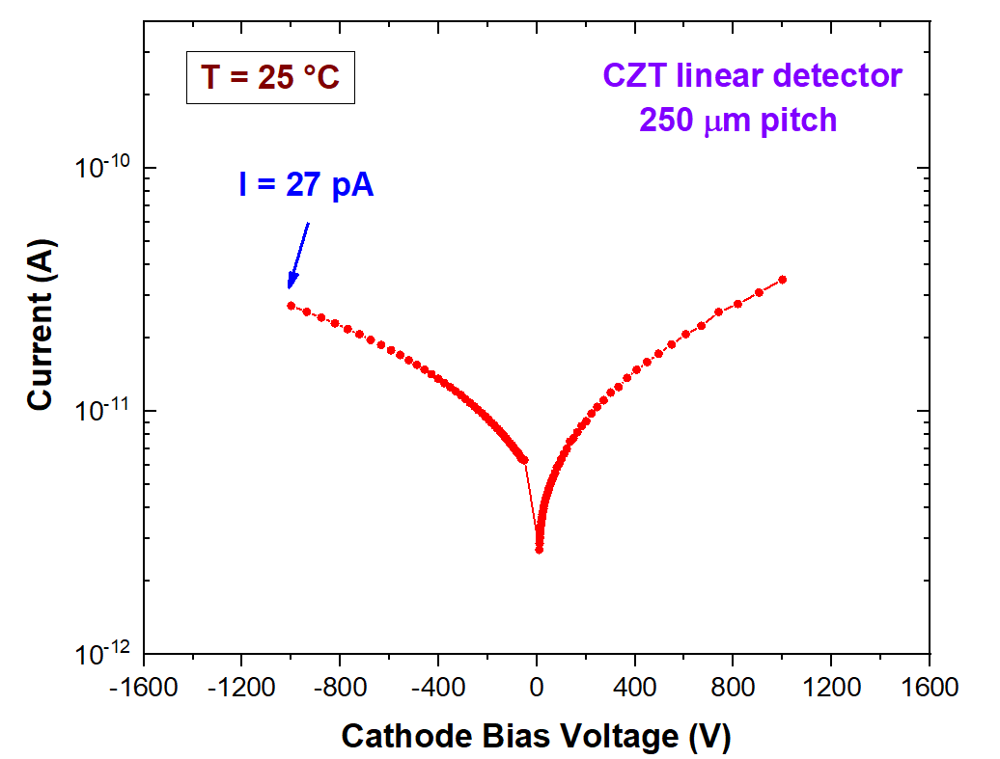 T = 25 °C
CZT linear detector
250 μm pitch
I = 27 pA
10⁻¹⁰
10⁻¹¹
10⁻¹²
Current (A)
-1600 -1200 -800 -400 0 400 800 1200 1600
Cathode Bias Voltage (V)